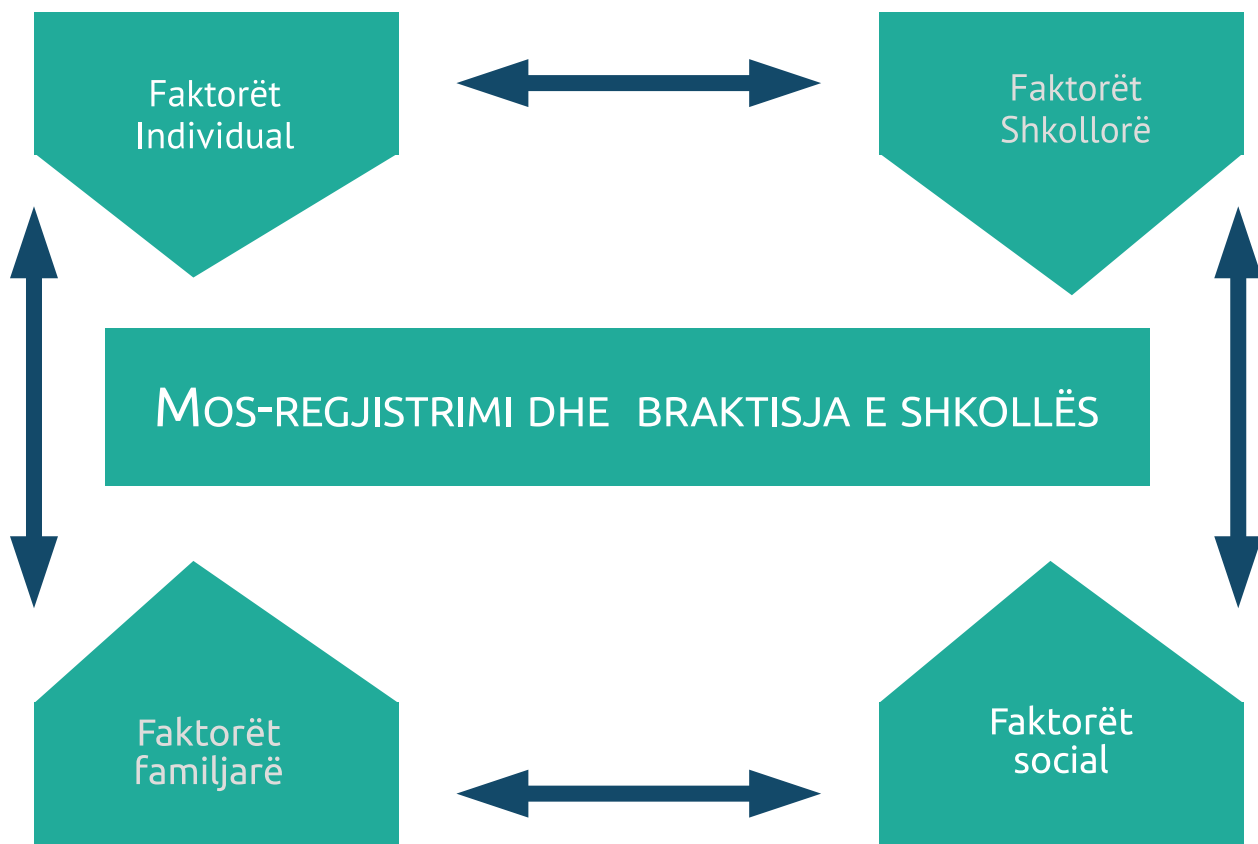 Faktorët
Individual
Faktorët
Shkollorë
Mos-regjistrimi dhe braktisja e shkollës
Faktorët
familjarë
Faktorët
social